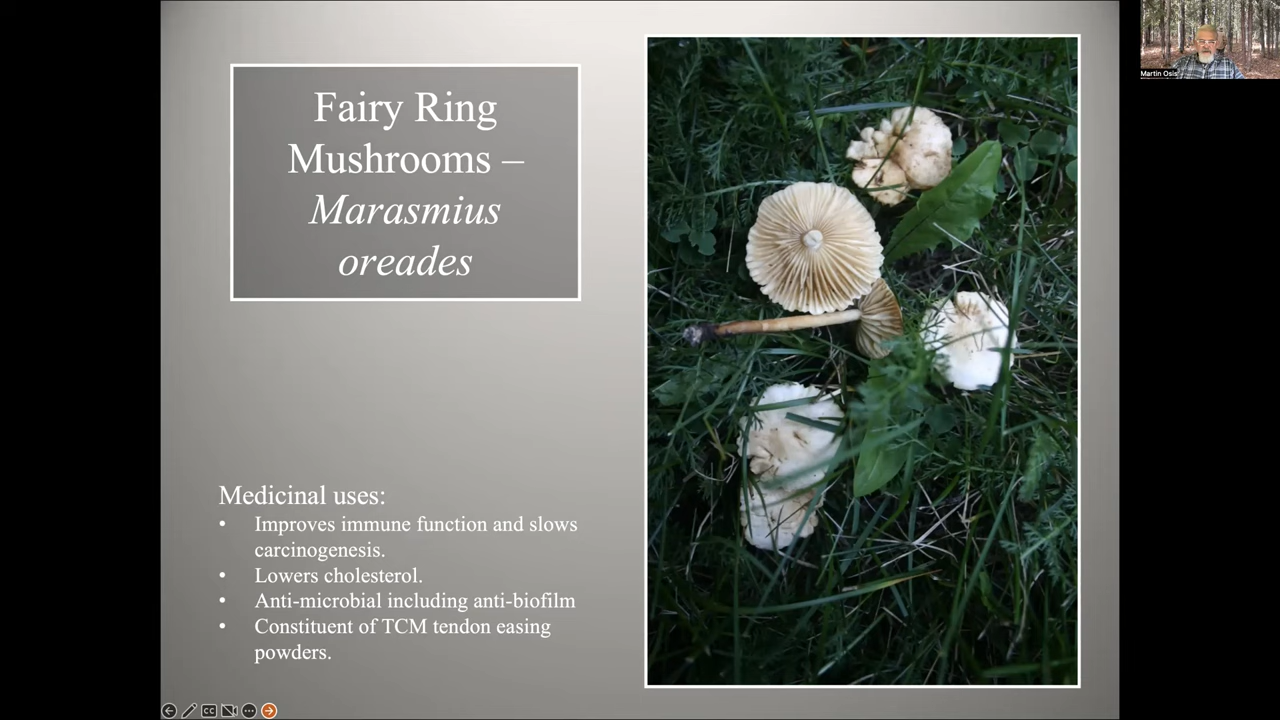 Fairy Ring
Mushrooms –
Marasmius
oreades
Medicinal uses:
• Improves immune function and slows
carcinogenesis.
• Lowers cholesterol.
• Anti-microbial including anti-biofilm
• Constituent of TCM tendon easing
powders.
Martin Osis
CC